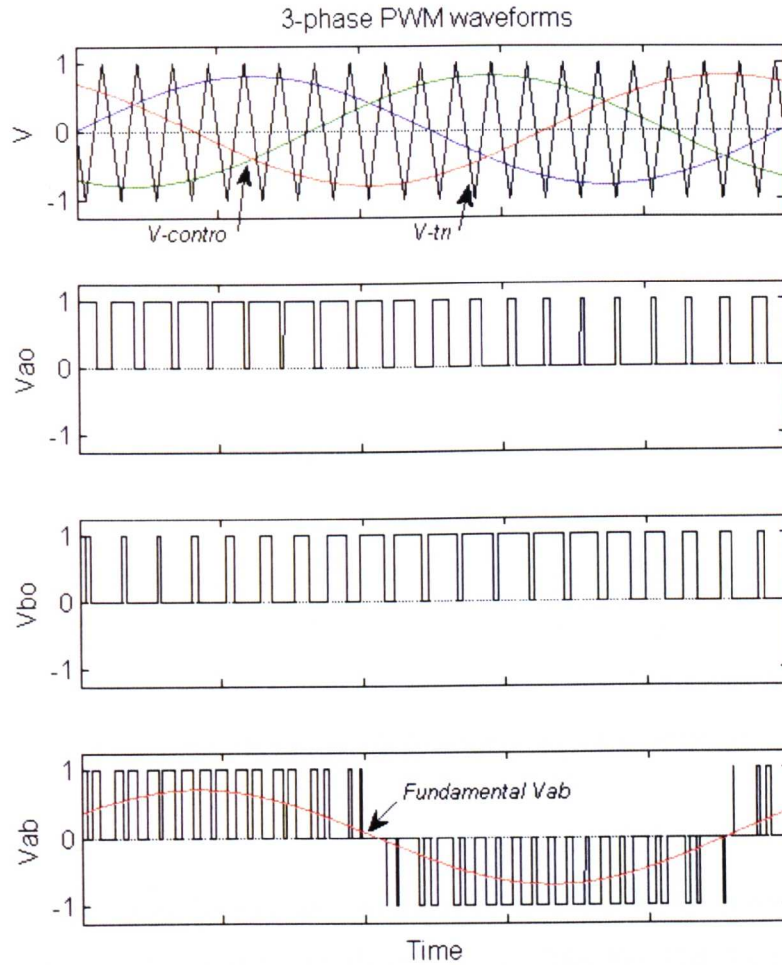 3-phase PWM waveforms
1
V
0
-1
V-contro
V-tri
1
Vao
0
-1
1
Vbo
0
-1
1
Fundamental Vab
Vab
0
-1
Time